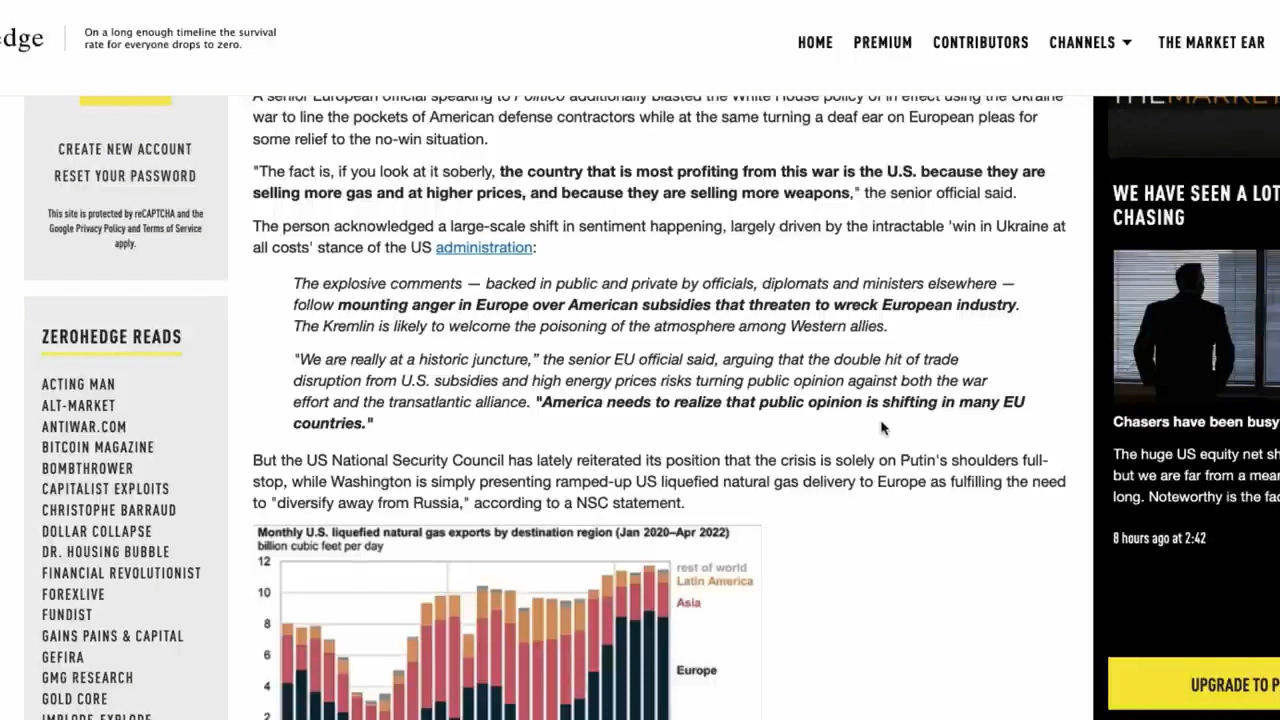 edge
On a long enough timeline the survival
rate for everyone drops to zero.
HOME
PREMIUM
CONTRIBUTORS
CHANNELS
THE MARKET EAR
CREATE NEW ACCOUNT
RESET YOUR PASSWORD
This site is protected by reCAPTCHA and the
Google Privacy Policy and Terms of Service
apply.
ZEROHEDGE READS
ACTING MAN
ALT-MARKET
ANTIWAR.COM
BITCOIN MAGAZINE
BOMBTHROWER
CAPITALIST EXPLOITS
CHRISTOPHE BARRAUD
DOLLAR COLLAPSE
DR. HOUSING BUBBLE
FINANCIAL REVOLUTIONIST
FOREXLIVE
FUNDIST
GAINS PAINS & CAPITAL
GEFIRA
GMG RESEARCH
GOLD CORE
IMPLODE-EXPLODE
A senior European official speaking to Politico additionally blasted the White House policy of in effect using the Ukraine
war to line the pockets of American defense contractors while at the same turning a deaf ear on European pleas for
some relief to the no-win situation.
"The fact is, if you look at it soberly, the country that is most profiting from this war is the U.S. because they are
selling more gas and at higher prices, and because they are selling more weapons," the senior official said.
The person acknowledged a large-scale shift in sentiment happening, largely driven by the intractable 'win in Ukraine at
all costs' stance of the US administration:
The explosive comments — backed in public and private by officials, diplomats and ministers elsewhere —
follow mounting anger in Europe over American subsidies that threaten to wreck European industry.
The Kremlin is likely to welcome the poisoning of the atmosphere among Western allies.
"We are really at a historic juncture," the senior EU official said, arguing that the double hit of trade
disruption from U.S. subsidies and high energy prices risks turning public opinion against both the war
effort and the transatlantic alliance. "America needs to realize that public opinion is shifting in many EU
countries."
But the US National Security Council has lately reiterated its position that the crisis is solely on Putin's shoulders full-
stop, while Washington is simply presenting ramped-up US liquefied natural gas delivery to Europe as fulfilling the need
to "diversify away from Russia," according to a NSC statement.
Monthly U.S. liquefied natural gas exports by destination region (Jan 2020–Apr 2022)
billion cubic feet per day
12
10
8
6
4
2
rest of world
Latin America
Asia
Europe
THEMARKET
WE HAVE SEEN A LOT
CHASING
Chasers have been busy
The huge US equity net sh
but we are far from a mean
long. Noteworthy is the fac
8 hours ago at 2:42
UPGRADE TO P